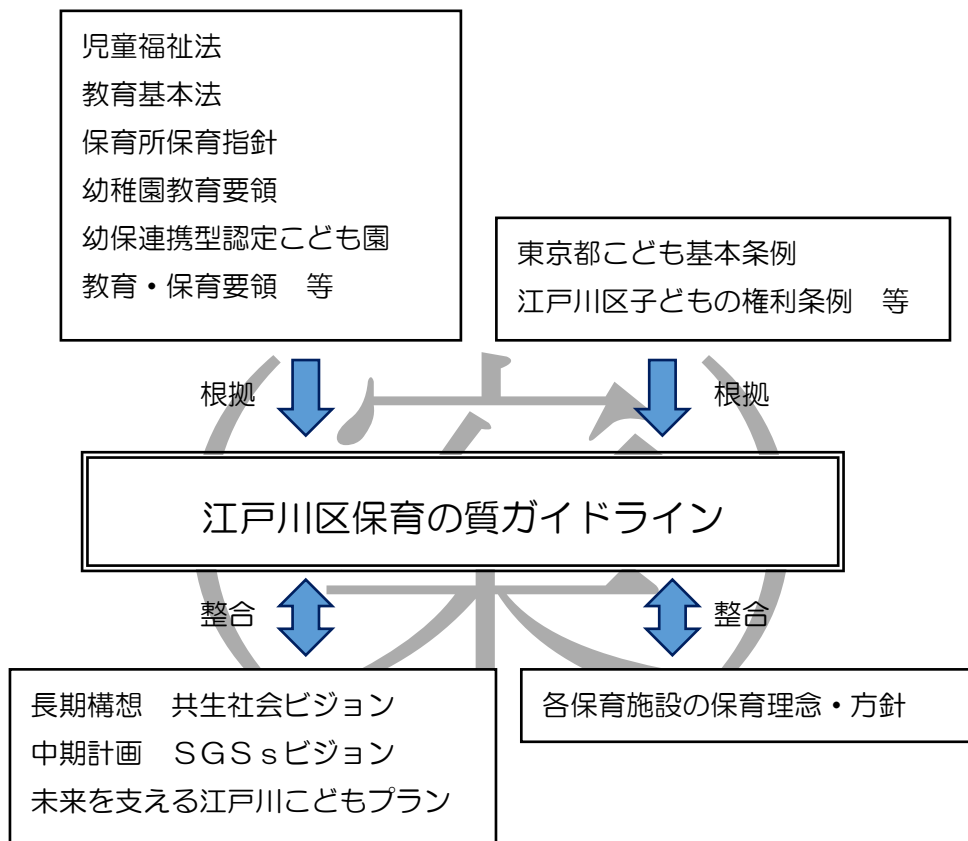 児童福祉法
教育基本法
保育所保育指針
幼稚園教育要領
幼保連携型認定こども園
教育・保育要領　等
東京都こども基本条例
江戸川区子どもの権利条例　等
根拠
根拠
江戸川区保育の質ガイドライン
整合
整合
長期構想　共生社会ビジョン
中期計画　ＳＧＳｓビジョン
未来を支える江戸川こどもプラン
各保育施設の保育理念・方針
（案）